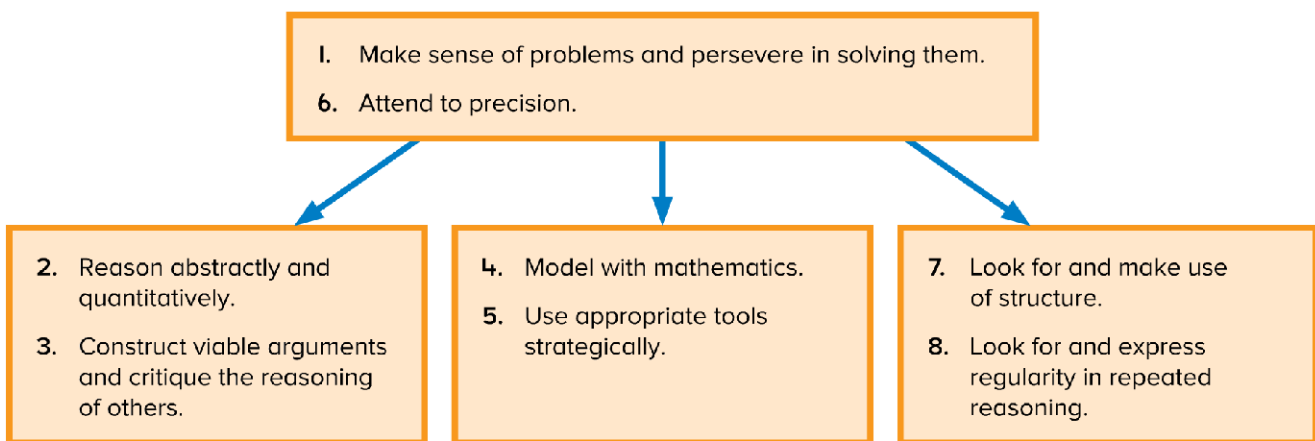 1. Make sense of problems and persevere in solving them.
6. Attend to precision.
2. Reason abstractly and
quantitatively.
3. Construct viable arguments
and critique the reasoning
of others.
4. Model with mathematics.
5. Use appropriate tools
strategically.
7. Look for and make use
of structure.
8. Look for and express
regularity in repeated
reasoning.